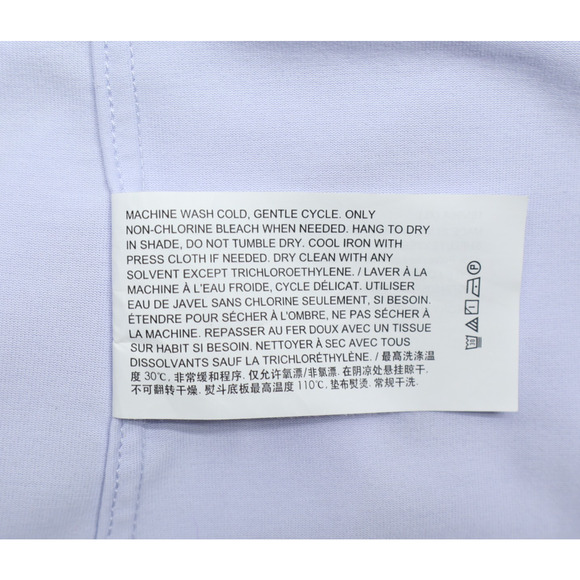 MACHINE WASH COLD, GENTLE CYCLE. ONLY
NON-CHLORINE BLEACH WHEN NEEDED. HANG TO DRY
IN SHADE, DO NOT TUMBLE DRY. COOL IRON WITH
PRESS CLOTH IF NEEDED. DRY CLEAN WITH ANY
SOLVENT EXCEPT TRICHLOROETHYLENE. / LAVER À LA
MACHINE À L'EAU FROIDE, CYCLE DÉLICAT. UTILISER
EAU DE JAVEL SANS CHLORINE SEULEMENT, SI BESOIN.
ÉTENDRE POUR SÉCHER À L'OMBRE, NE PAS SÉCHER À
LA MACHINE. REPASSER AU FER DOUX AVEC UN TISSUE
SUR HABIT SI BESOIN. NETTOYER À SEC AVEC TOUS
DISSOLVANTS SAUF LA TRICHLORÉTHYLÈNE. / 最高洗涤温
度 30℃. 非常缓和程序. 仅允许氧漂/非氯漂. 在阴凉处悬挂晾干.
不可翻转干燥. 熨斗底板最高温度 110℃. 垫布熨烫. 常规干洗.
30
P